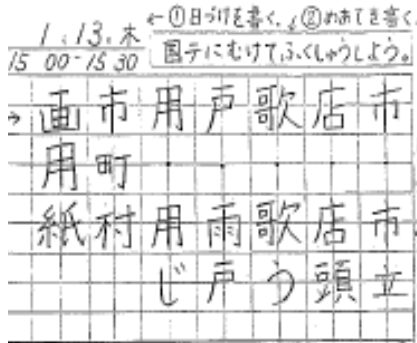 1.13.木
15 00-15 30
←①日づけを書く。↓②めあてを書く
国テにむけてふくしゅうしよう。
市・市立
店・店頭
歌・歌う
戸・雨戸
用・用じ
市町村
画用紙